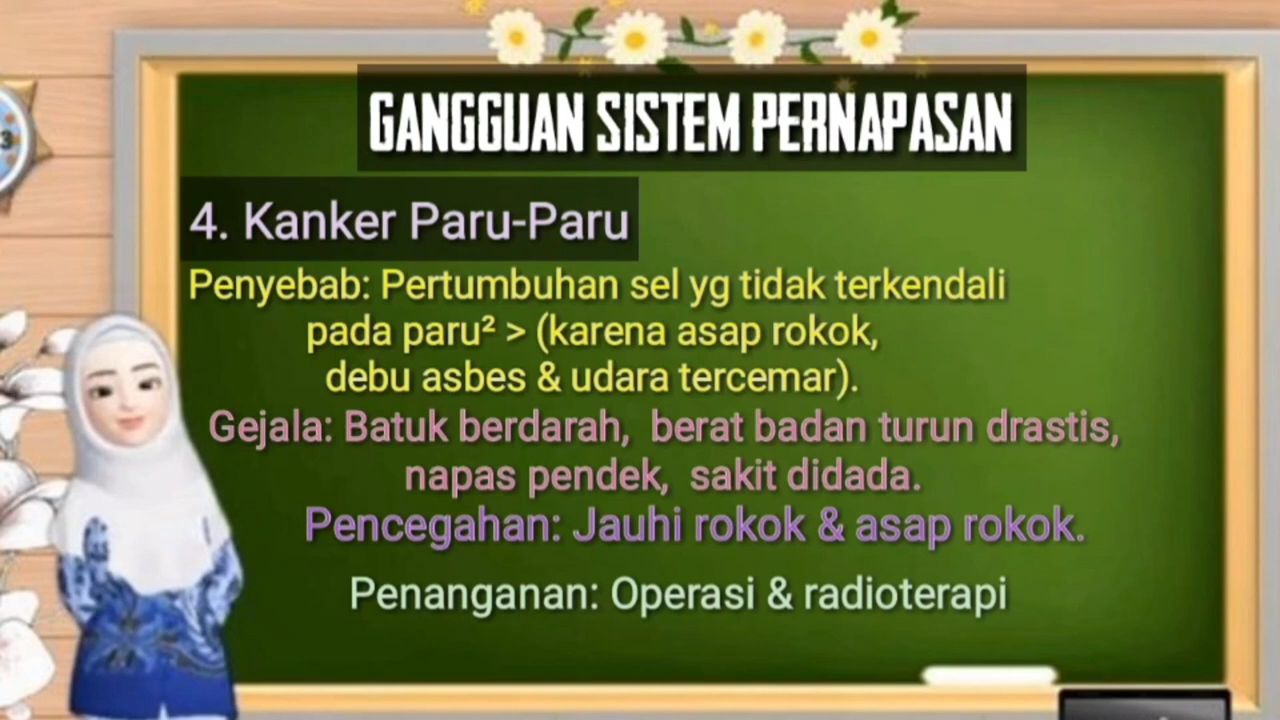 GANGGUAN SISTEM PERNAPASAN
4. Kanker Paru-Paru
Penyebab: Pertumbuhan sel yg tidak terkendali
pada paru² > (karena asap rokok,
debu asbes & udara tercemar).
Gejala: Batuk berdarah, berat badan turun drastis,
napas pendek, sakit didada.
Pencegahan: Jauhi rokok & asap rokok.
Penanganan: Operasi & radioterapi
3